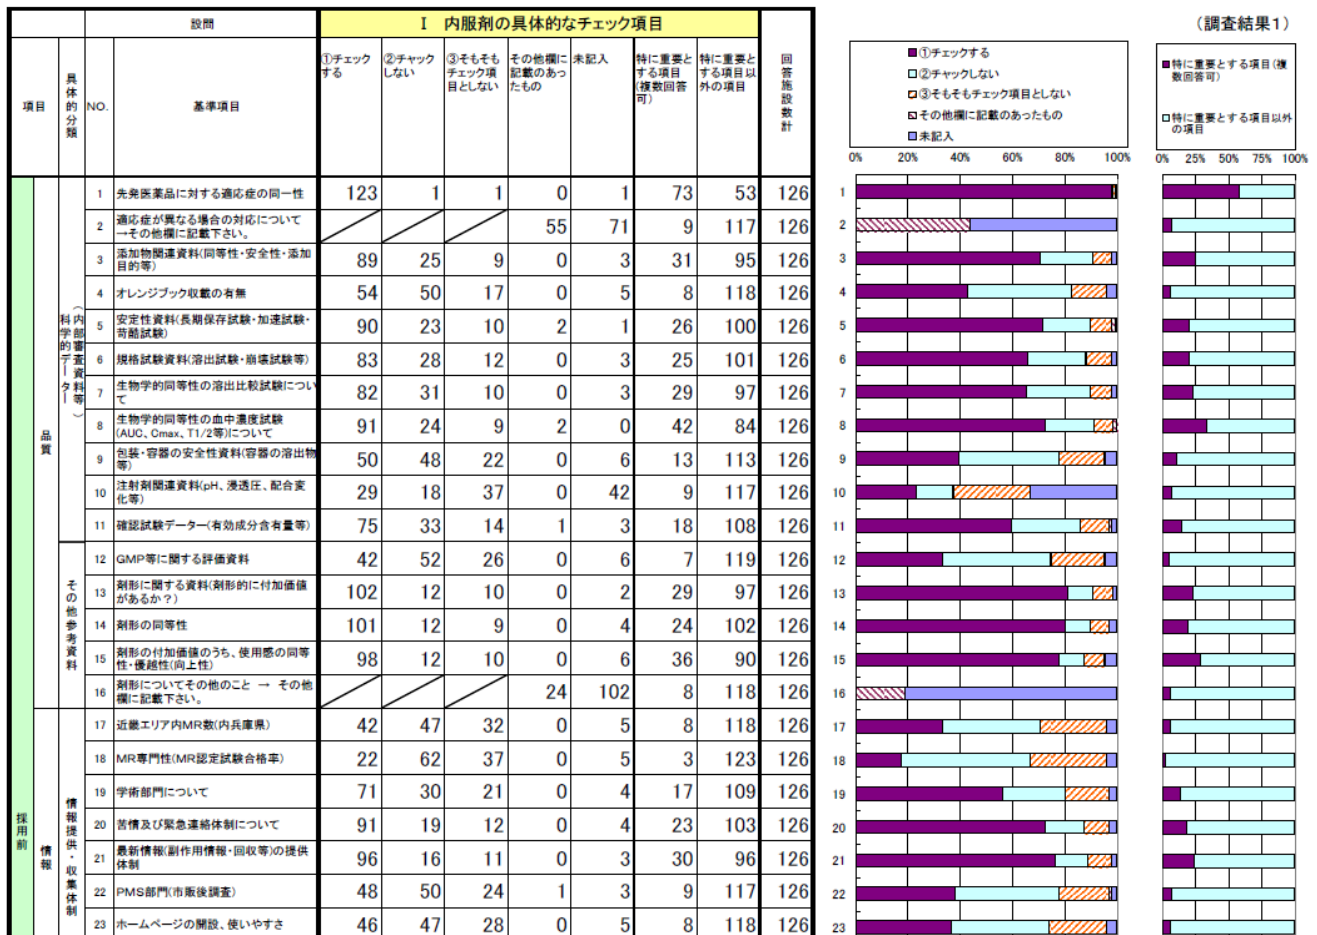 (調査結果1)
設問
Ⅰ 内服剤の具体的なチェック項目
項目
具体的分類
NO.
基準項目
①チェックする
②チャックしない
③そもそもチェック項目としない
その他欄に記載のあったもの
未記入
特に重要とする項目(複数回答可)
特に重要とする項目以外の項目
回答施設数計
採用前
品質
科学的データー(内部審査資料等)
1 先発医薬品に対する適応症の同一性 123 1 1 0 1 73 53 126
2 適応症が異なる場合の対応について
→その他欄に記載下さい。 55 71 9 117 126
3 添加物関連資料(同等性・安全性・添加
目的等) 89 25 9 0 3 31 95 126
4 オレンジブック収載の有無 54 50 17 0 5 8 118 126
5 安定性資料(長期保存試験・加速試験・
苛酷試験) 90 23 10 2 1 26 100 126
6 規格試験資料(溶出試験・崩壊試験等) 83 28 12 0 3 25 101 126
7 生物学的同等性の溶出比較試験につい
て 82 31 10 0 3 29 97 126
8 生物学的同等性の血中濃度試験
(AUC、Cmax、T1/2等)について 91 24 9 2 0 42 84 126
9 包装・容器の安全性資料(容器の溶出物
等) 50 48 22 0 6 13 113 126
10 注射剤関連資料(pH、浸透圧、配合変
化等) 29 18 37 0 42 9 117 126
11 確認試験データー(有効成分含有量等) 75 33 14 1 3 18 108 126
その他参考資料
12 GMP等に関する評価資料 42 52 26 0 6 7 119 126
13 剤形に関する資料(剤形的に付加価値
があるか?) 102 12 10 0 2 29 97 126
14 剤形の同等性 101 12 9 0 4 24 102 126
15 剤形の付加価値のうち、使用感の同等
性・優越性(向上性) 98 12 10 0 6 36 90 126
16 剤形についてその他のこと → その他
欄に記載下さい。 24 102 8 118 126
情報
情報提供・収集体制
17 近畿エリア内MR数(内兵庫県) 42 47 32 0 5 8 118 126
18 MR専門性(MR認定試験合格率) 22 62 37 0 5 3 123 126
19 学術部門について 71 30 21 0 4 17 109 126
20 苦情及び緊急連絡体制について 91 19 12 0 4 23 103 126
21 最新情報(副作用情報・回収等)の提供
体制 96 16 11 0 3 30 96 126
22 PMS部門(市販後調査) 48 50 24 1 3 9 117 126
23 ホームページの開設、使いやすさ 46 47 28 0 5 8 118 126
①チェックする
②チャックしない
③そもそもチェック項目としない
その他欄に記載のあったもの
未記入
0% 20% 40% 60% 80% 100%
特に重要とする項目(複
数回答可)
特に重要とする項目以外
の項目
0% 25% 50% 75% 100%
1
2
3
4
5
6
7
8
9
10
11
12
13
14
15
16
17
18
19
20
21
22
23